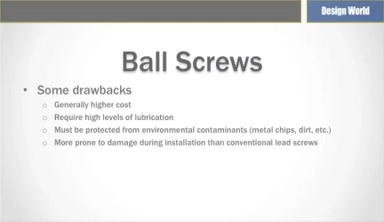 Design World
Ball Screws
• Some drawbacks
o Generally higher cost
o Require high levels of lubrication
o Must be protected from environmental contaminants (metal chips, dirt, etc.)
o More prone to damage during installation than conventional lead screws